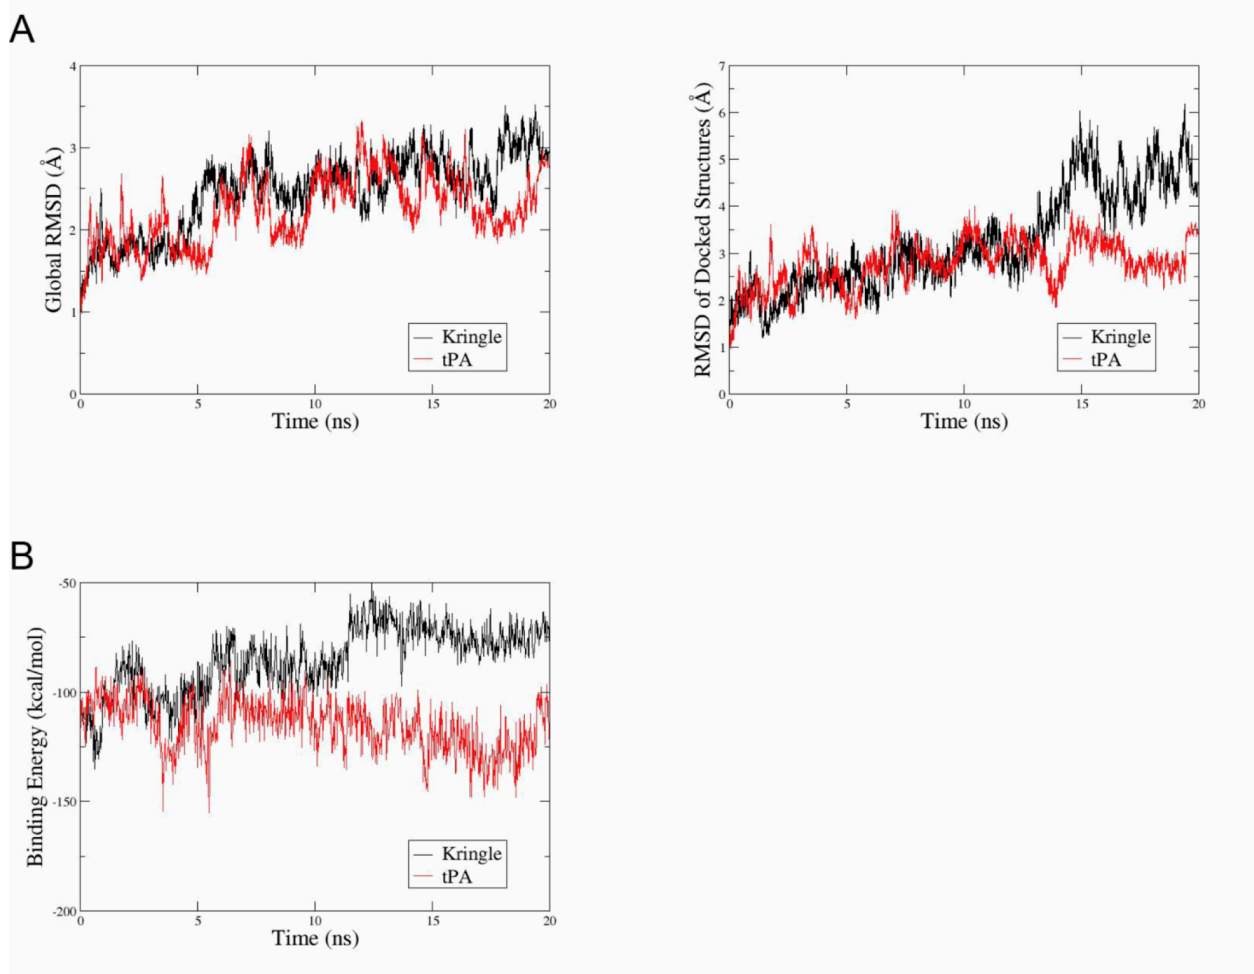 A
4
3
2
1
0
0
5
10
15
20
Global RMSD (Å)
Time (ns)
Kringle
tPA
7
6
5
4
3
2
1
0
0
5
10
15
20
RMSD of Docked Structures (Å)
Time (ns)
Kringle
tPA
B
-50
-100
-150
-200
0
5
10
15
20
Binding Energy (kcal/mol)
Time (ns)
Kringle
tPA